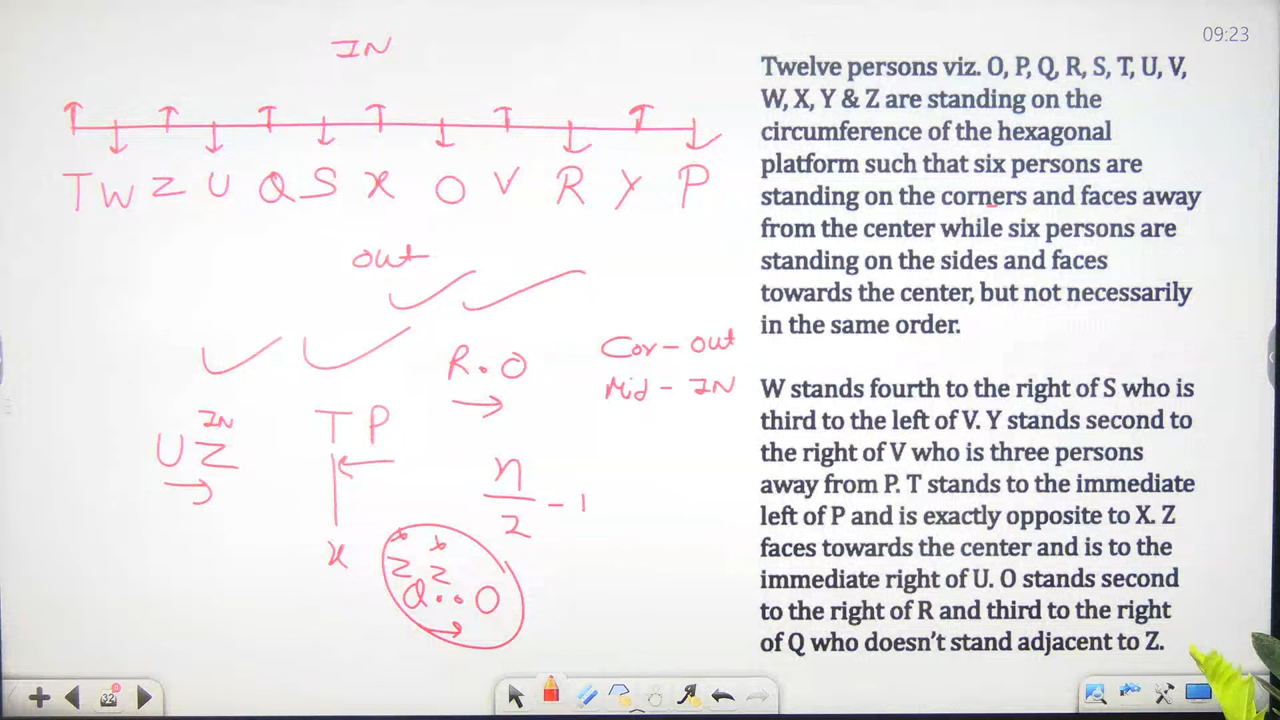 09:23
IN
T W Z U Q S X O V R Y P
out
Cor - out
Mid - IN
R . O
IN
U Z
T P
x
n/2 - 1
x x
Z Z
Q . . O
Twelve persons viz. O, P, Q, R, S, T, U, V,
W, X, Y & Z are standing on the
circumference of the hexagonal
platform such that six persons are
standing on the corners and faces away
from the center while six persons are
standing on the sides and faces
towards the center, but not necessarily
in the same order.
W stands fourth to the right of S who is
third to the left of V. Y stands second to
the right of V who is three persons
away from P. T stands to the immediate
left of P and is exactly opposite to X. Z
faces towards the center and is to the
immediate right of U. O stands second
to the right of R and third to the right
of Q who doesn't stand adjacent to Z.
32